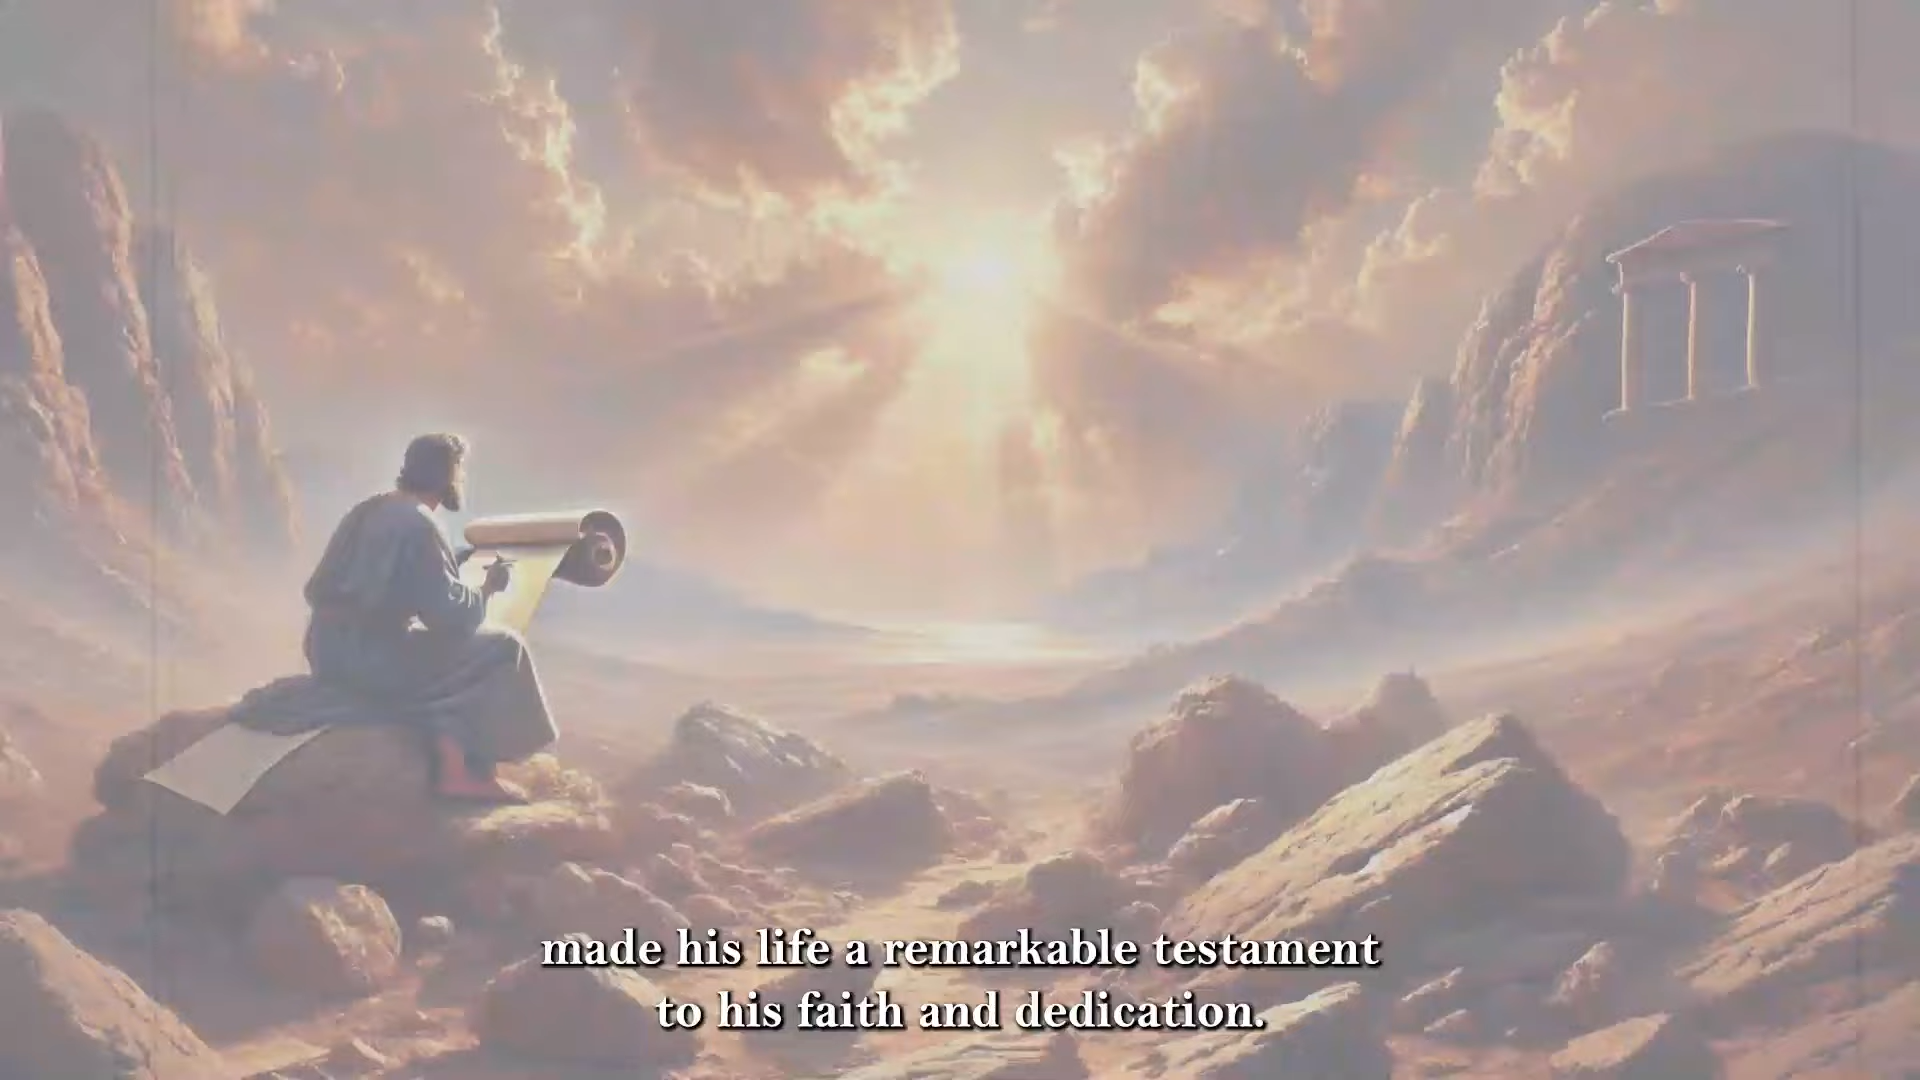 made his life a remarkable testament
to his faith and dedication.